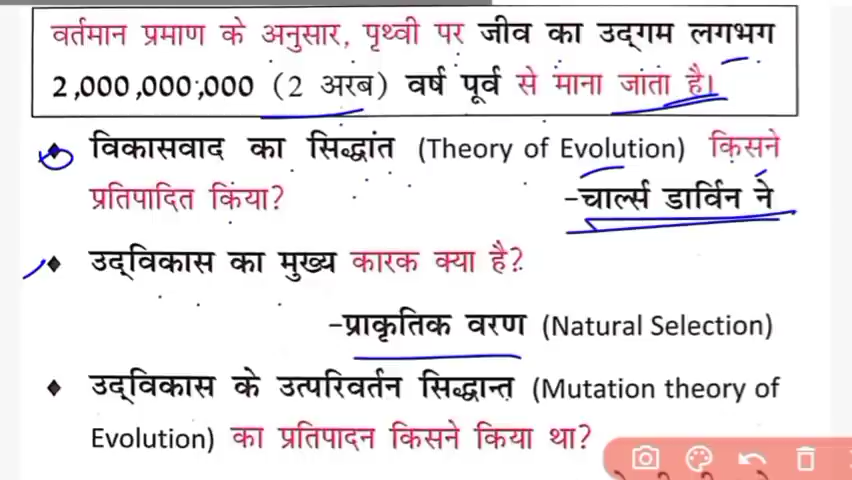 वर्तमान प्रमाण के अनुसार, पृथ्वी पर जीव का उद्गम लगभग
2,000,000,000 (2 अरब) वर्ष पूर्व से माना जाता है।
विकासवाद का सिद्धांत (Theory of Evolution) किसने
प्रतिपादित किया?
-चार्ल्स डार्विन ने
उद्‌विकास का मुख्य कारक क्या है?
-प्राकृतिक वरण (Natural Selection)
उद्‌विकास के उत्परिवर्तन सिद्धान्त (Mutation theory of
Evolution) का प्रतिपादन किसने किया था?